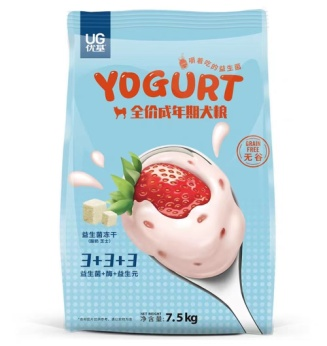 UG
优基
吸着吃的益生菌
YOGURT
全价成年期犬粮
GRAIN
FREE
无谷
益生菌冻干
3+3+3
益生菌+酶+益生元
NET WEIGHT
净含量: 7.5kg